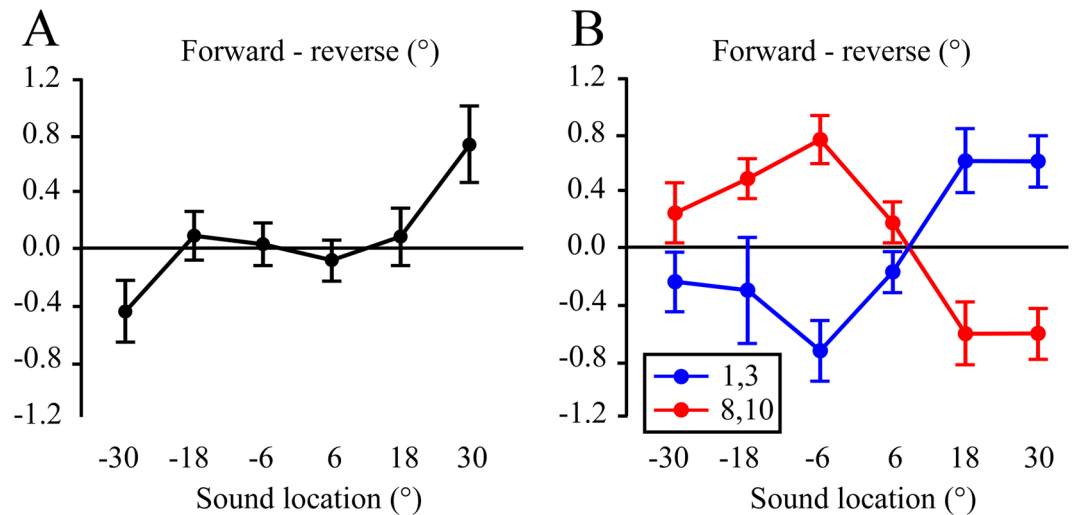 A
Forward - reverse (°)
1.2
0.8
0.4
0.0
-0.4
-0.8
-1.2
-30 -18 -6 6 18 30
Sound location (°)
B
Forward - reverse (°)
1.2
0.8
0.4
0.0
-0.4
-0.8
-1.2
1,3
8,10
-30 -18 -6 6 18 30
Sound location (°)